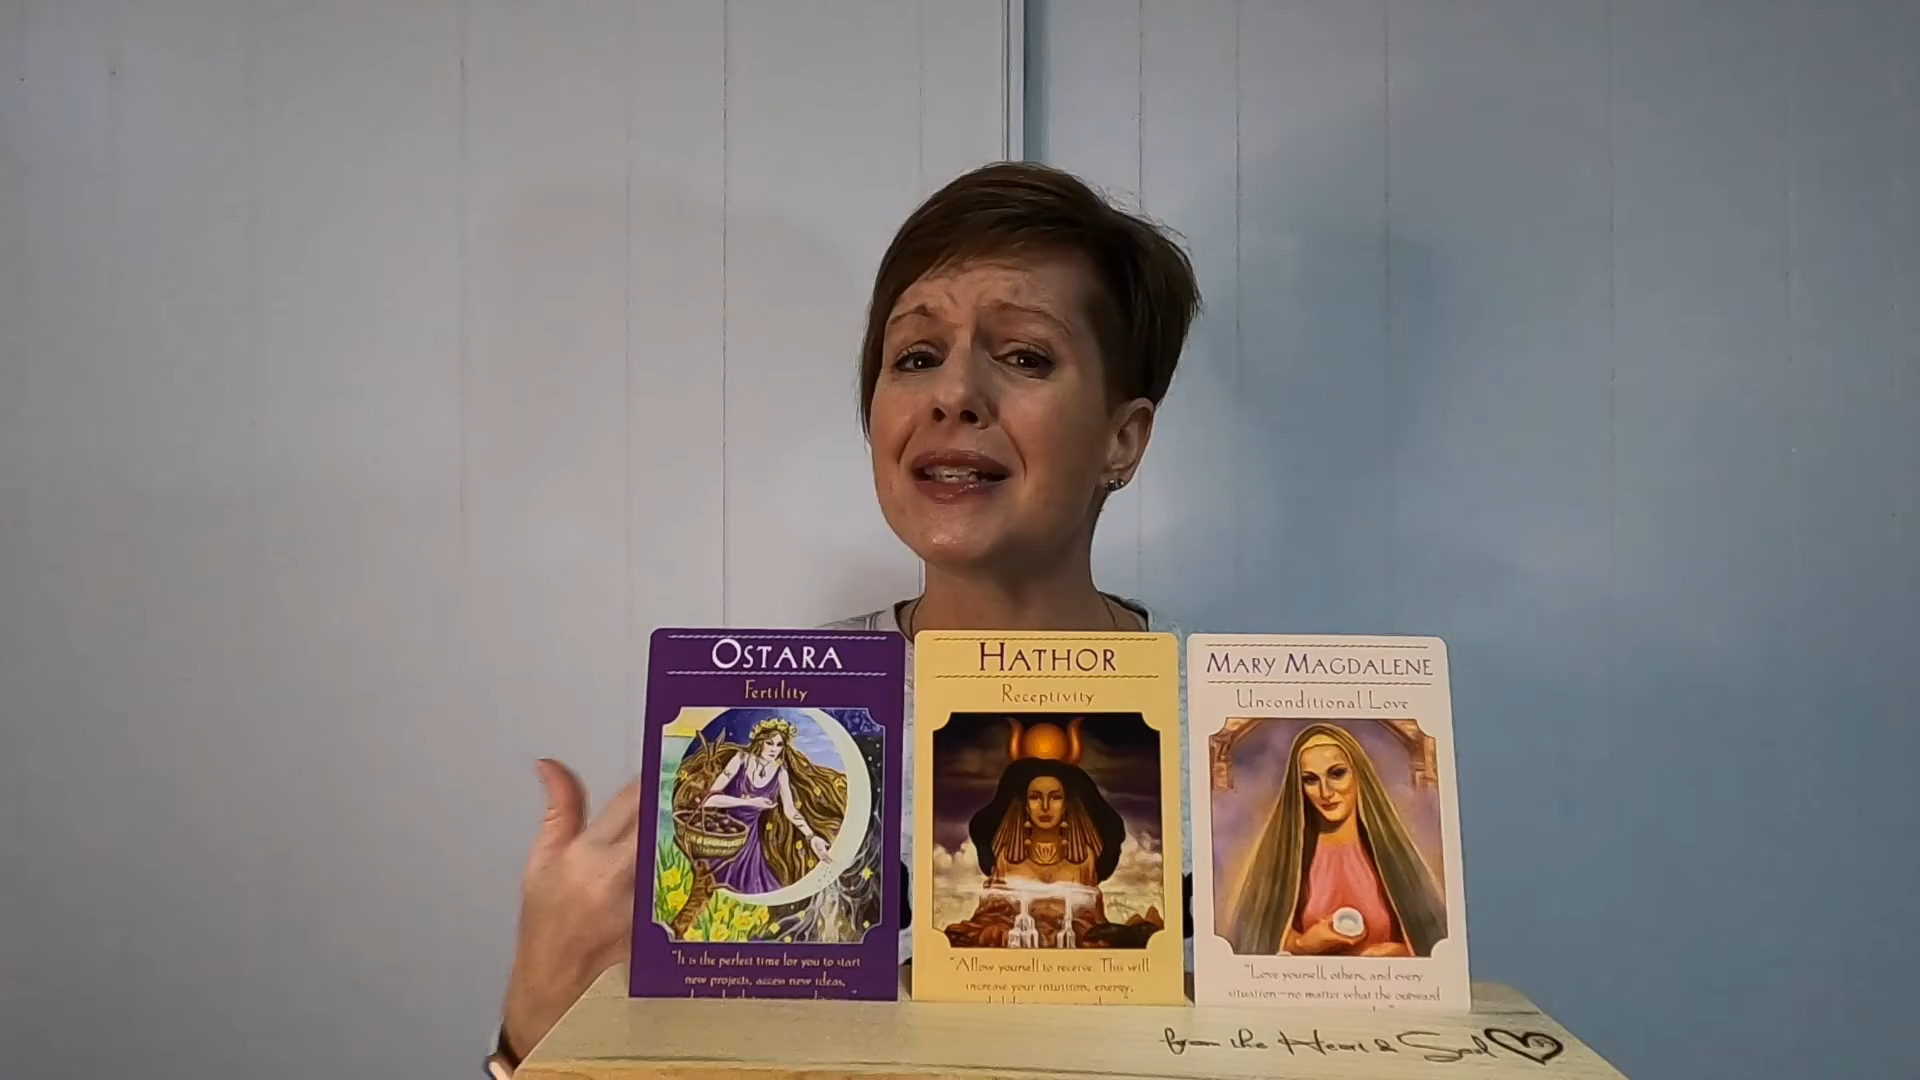 OSTARA
Fertility
"It is the perfect time for you to start
new projects, access new ideas,
HATHOR
Receptivity
"Allow yourself to receive. This will
increase your intuition, energy,
MARY MAGDALENE
Unconditional Love
"Love yourself, others, and every
situation—no matter what the outward
from the Heart & Soul